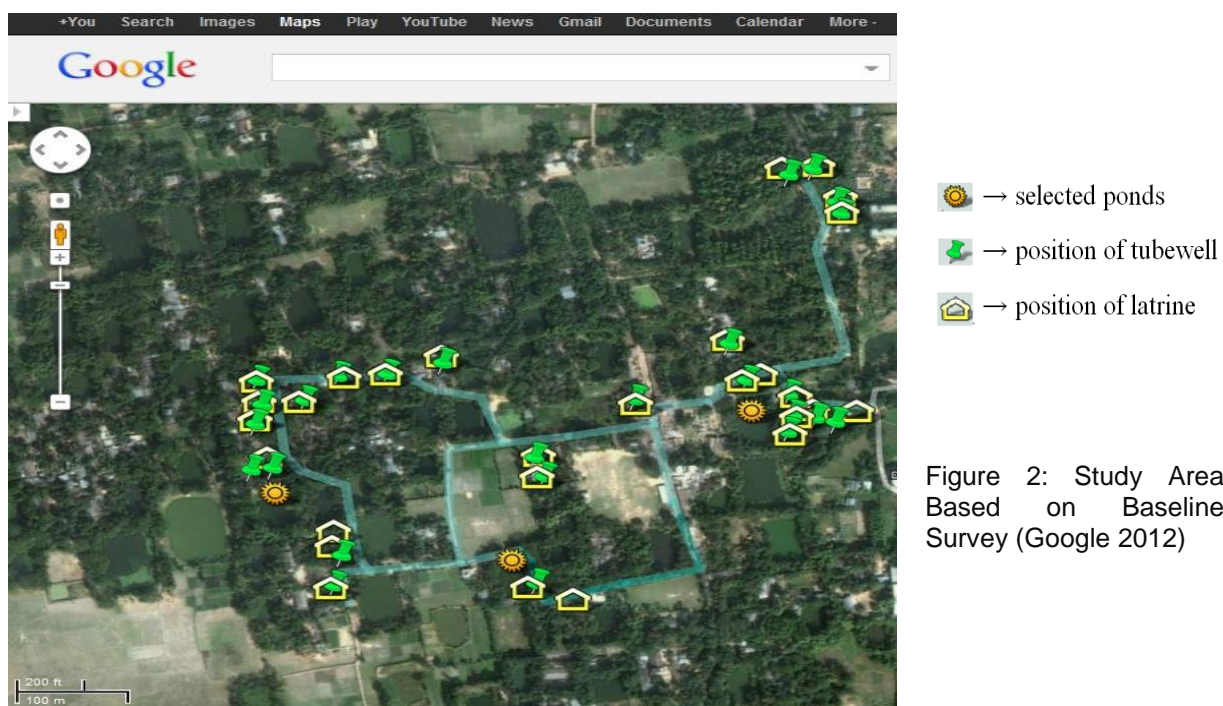 +You Search Images Maps Play YouTube News Gmail Documents Calendar More -
Google
200 ft
100 m
→ selected ponds
→ position of tubewell
→ position of latrine
Figure 2: Study Area
Based on Baseline
Survey (Google 2012)